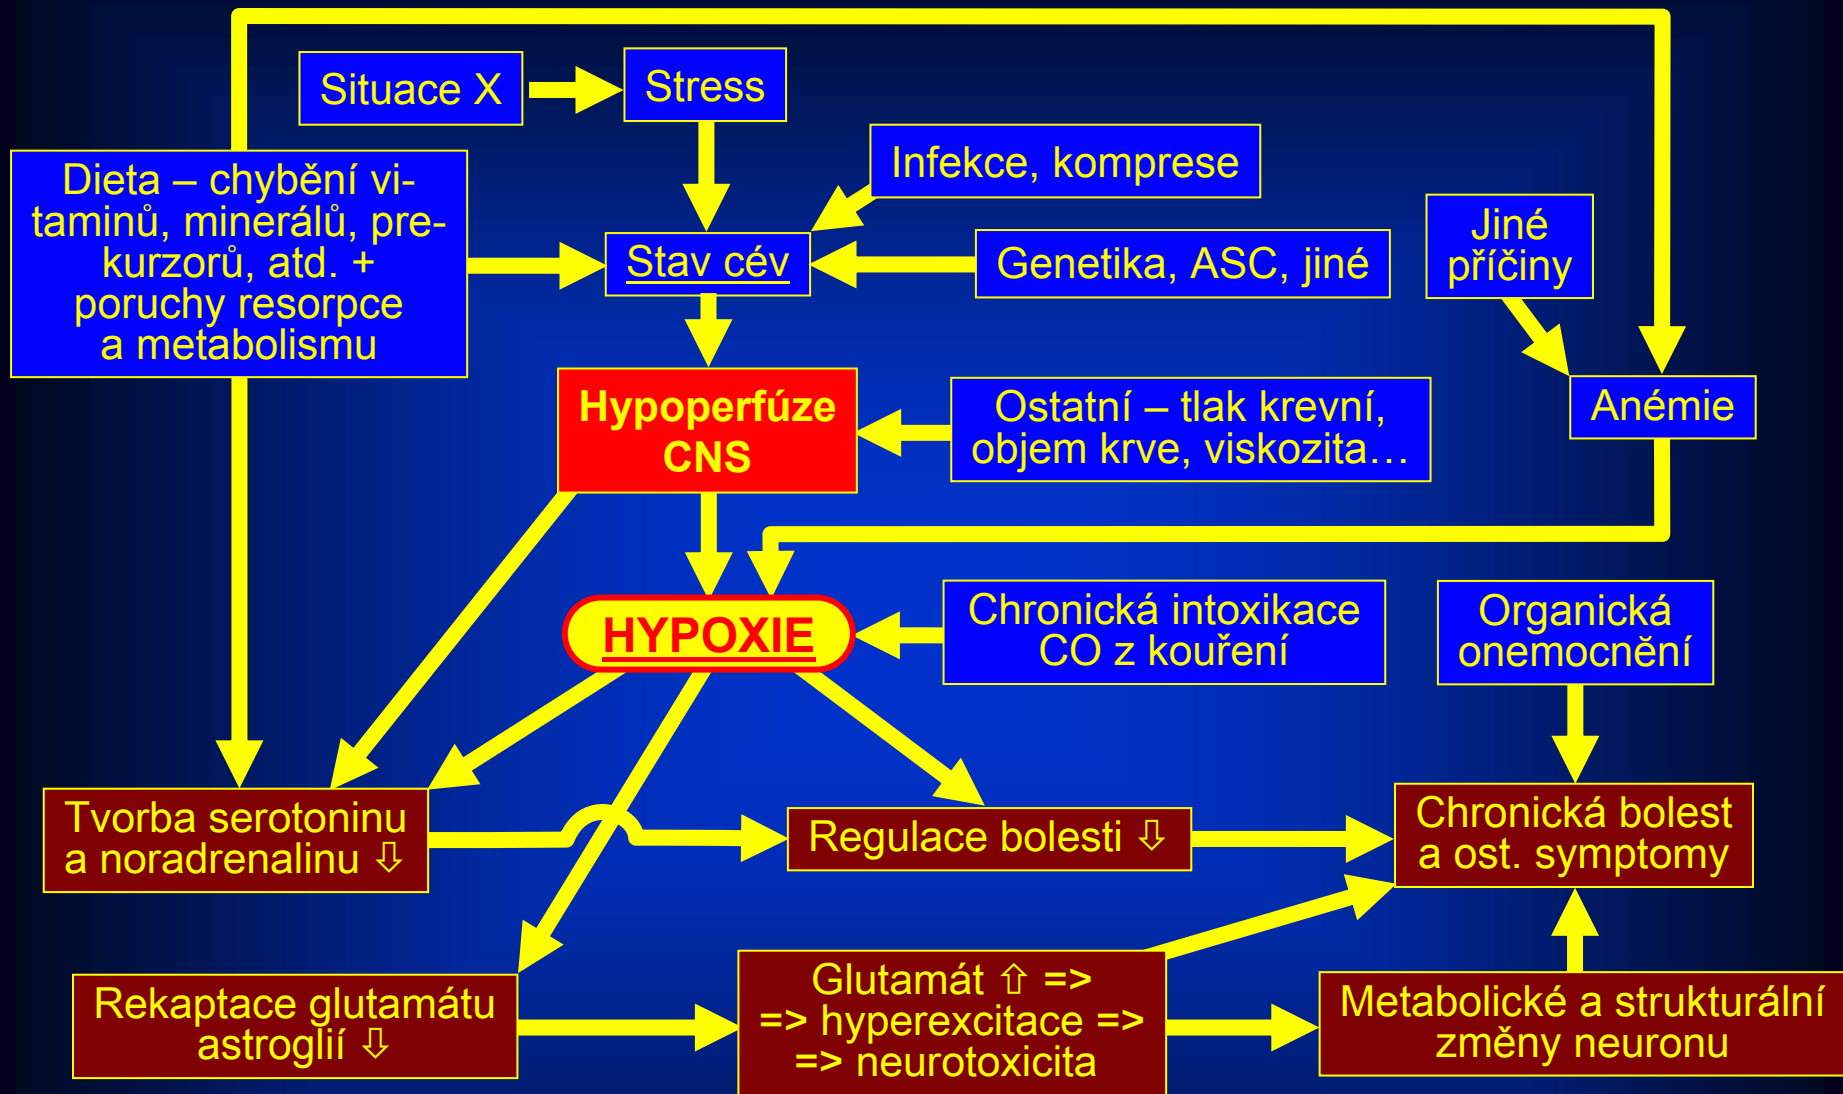 Situace X
Stress
Infekce, komprese
Dieta – chybění vi-
taminů, minerálů, pre-
kurzorů, atd. +
poruchy resorpce
a metabolismu
Stav cév
Genetika, ASC, jiné
Jiné
příčiny
Hypoperfúze
CNS
Ostatní – tlak krevní,
objem krve, viskozita…
Anémie
HYPOXIE
Chronická intoxikace
CO z kouření
Organická
onemocnění
Tvorba serotoninu
a noradrenalinu ⇩
Regulace bolesti ⇩
Chronická bolest
a ost. symptomy
Rekaptace glutamátu
astroglií ⇩
Glutamát ⇧ =>
=> hyperexcitace =>
=> neurotoxicita
Metabolické a strukturální
změny neuronu